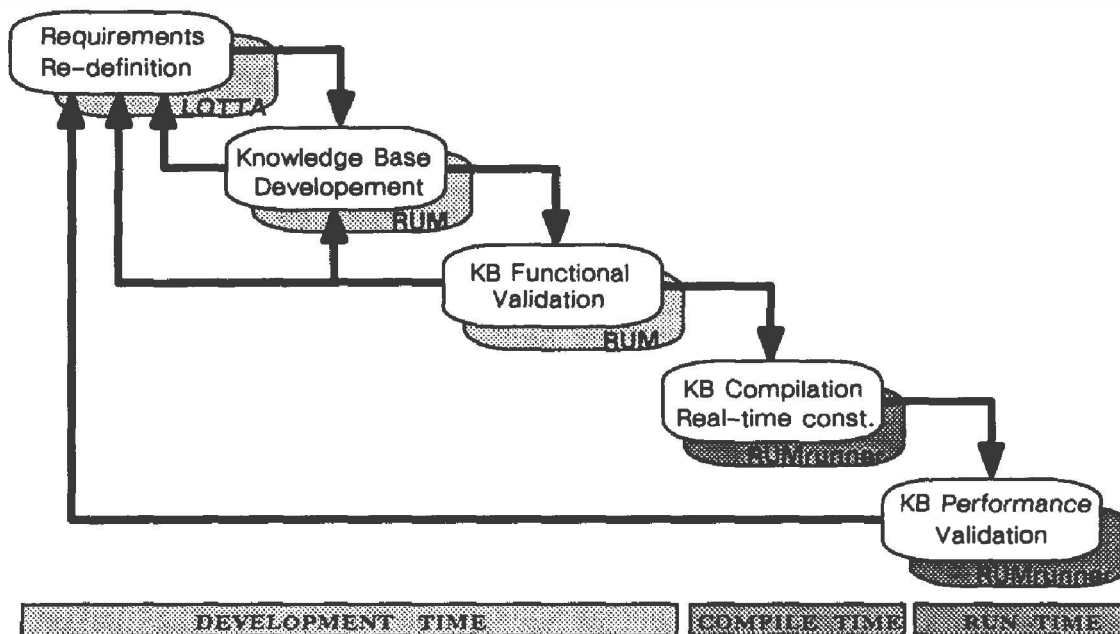 Requirements
Re-definition
LOTTA
Knowledge Base
Developement
RUM
KB Functional
Validation
RUM
KB Compilation
Real-time const.
RUMrunner
KB Performance
Validation
RUMrunner
DEVELOPMENT TIME
COMPILE TIME
RUN TIME